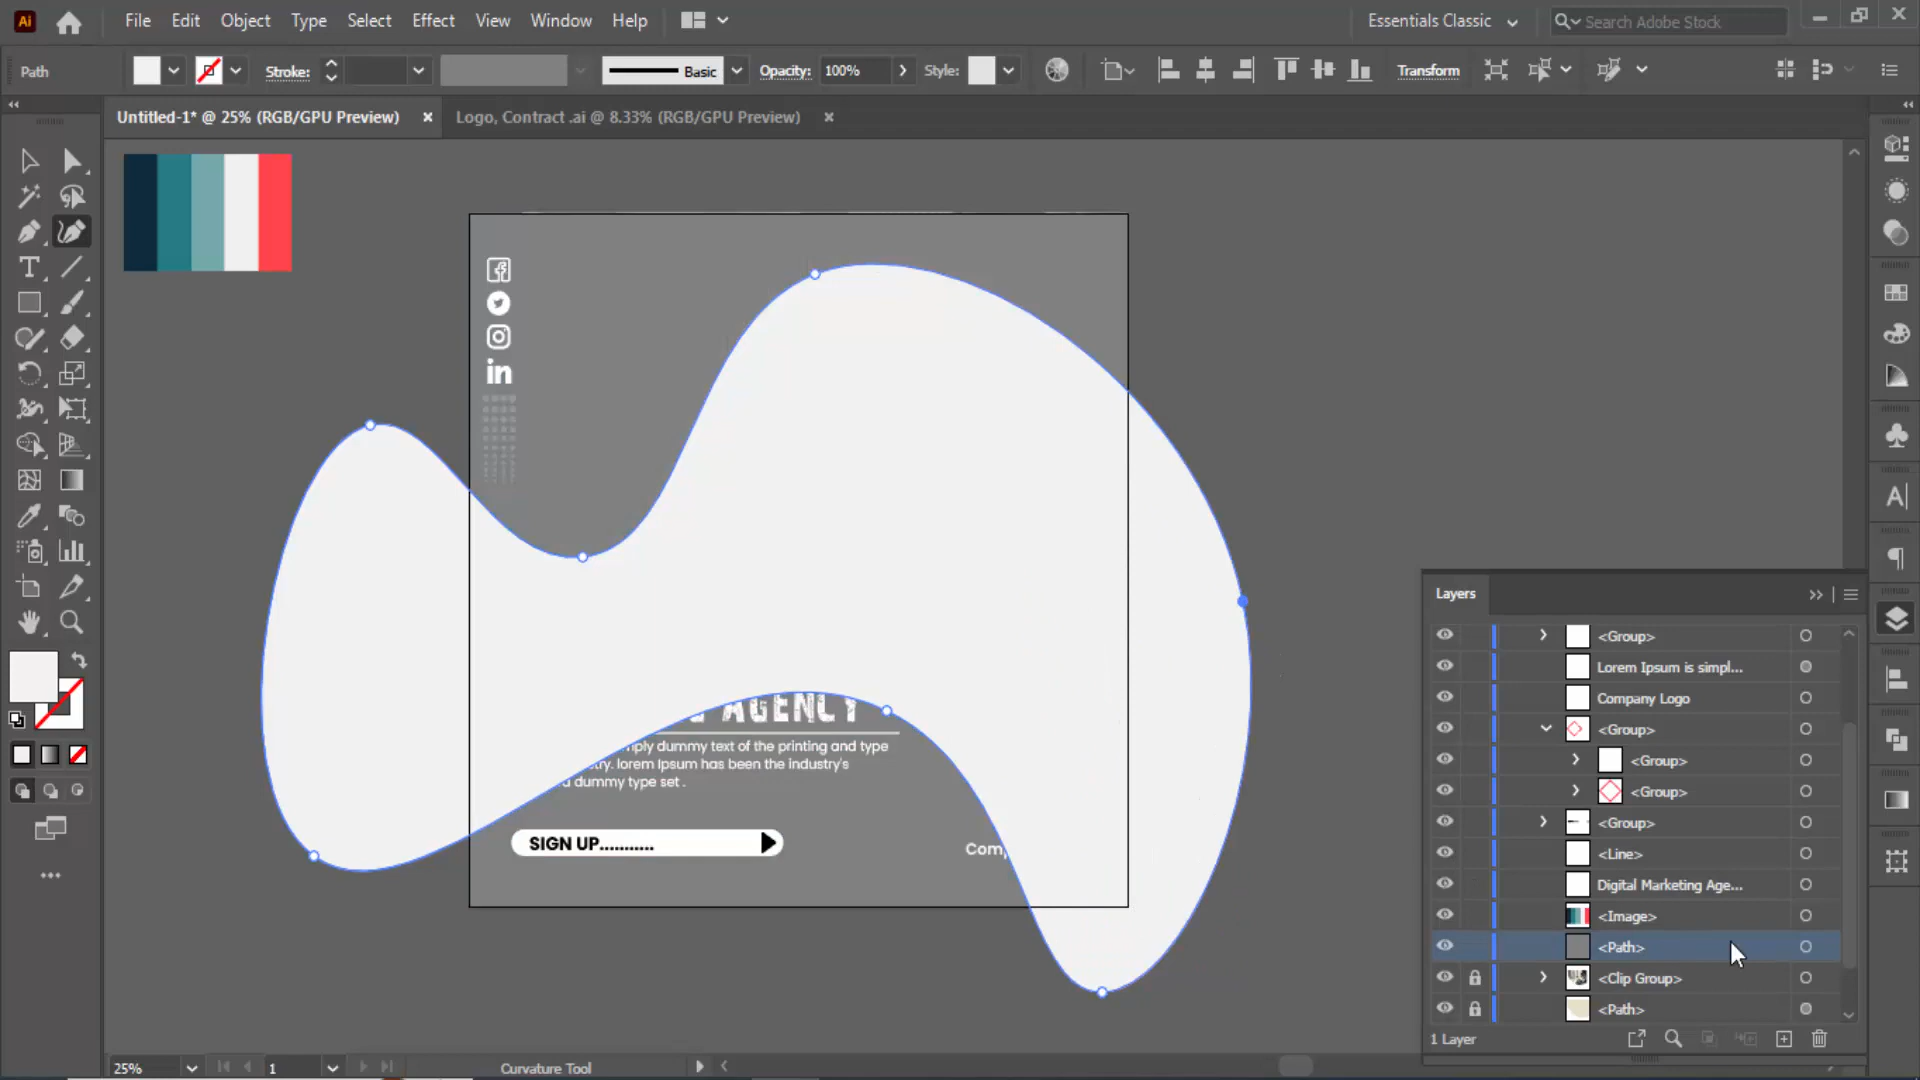 Ai File Edit Object Type Select Effect View Window Help Essentials Classic Search Adobe Stock
Path Stroke: Basic Opacity: 100% Style: Transform
Untitled-1* @ 25% (RGB/GPU Preview) × Logo, Contract .ai @ 8.33% (RGB/GPU Preview) ×
in
AGENCY
mply dummy text of the printing and type
try. lorem Ipsum has been the industry's
d dummy type set .
SIGN UP...........
Comp
Layers
<Group>
Lorem Ipsum is simpl...
Company Logo
<Group>
<Group>
<Group>
<Group>
<Line>
Digital Marketing Age...
<Image>
<Path>
<Clip Group>
<Path>
1 Layer
25% 1 Curvature Tool